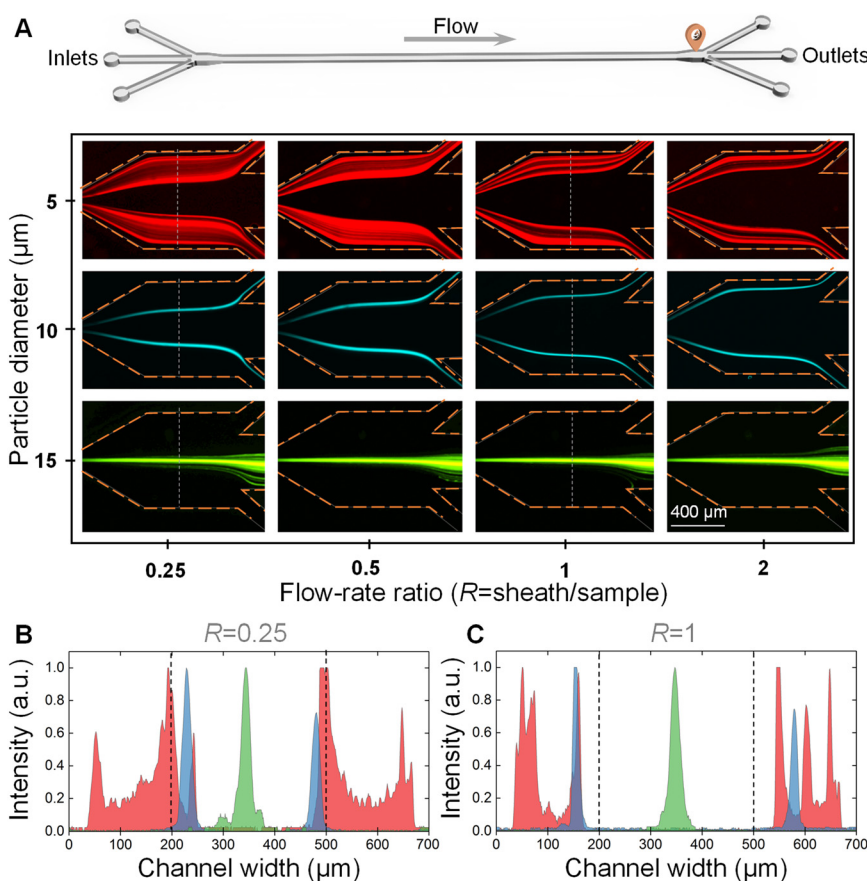 A
Flow
Inlets
Outlets
Particle diameter (µm)
5
10
15
400 µm
0.25
0.5
1
2
Flow-rate ratio (R=sheath/sample)
B
R=0.25
Intensity (a.u.)
1.0
0.8
0.6
0.4
0.2
0.0
0 100 200 300 400 500 600 700
Channel width (µm)
C
R=1
Intensity (a.u.)
1.0
0.8
0.6
0.4
0.2
0.0
0 100 200 300 400 500 600 700
Channel width (µm)